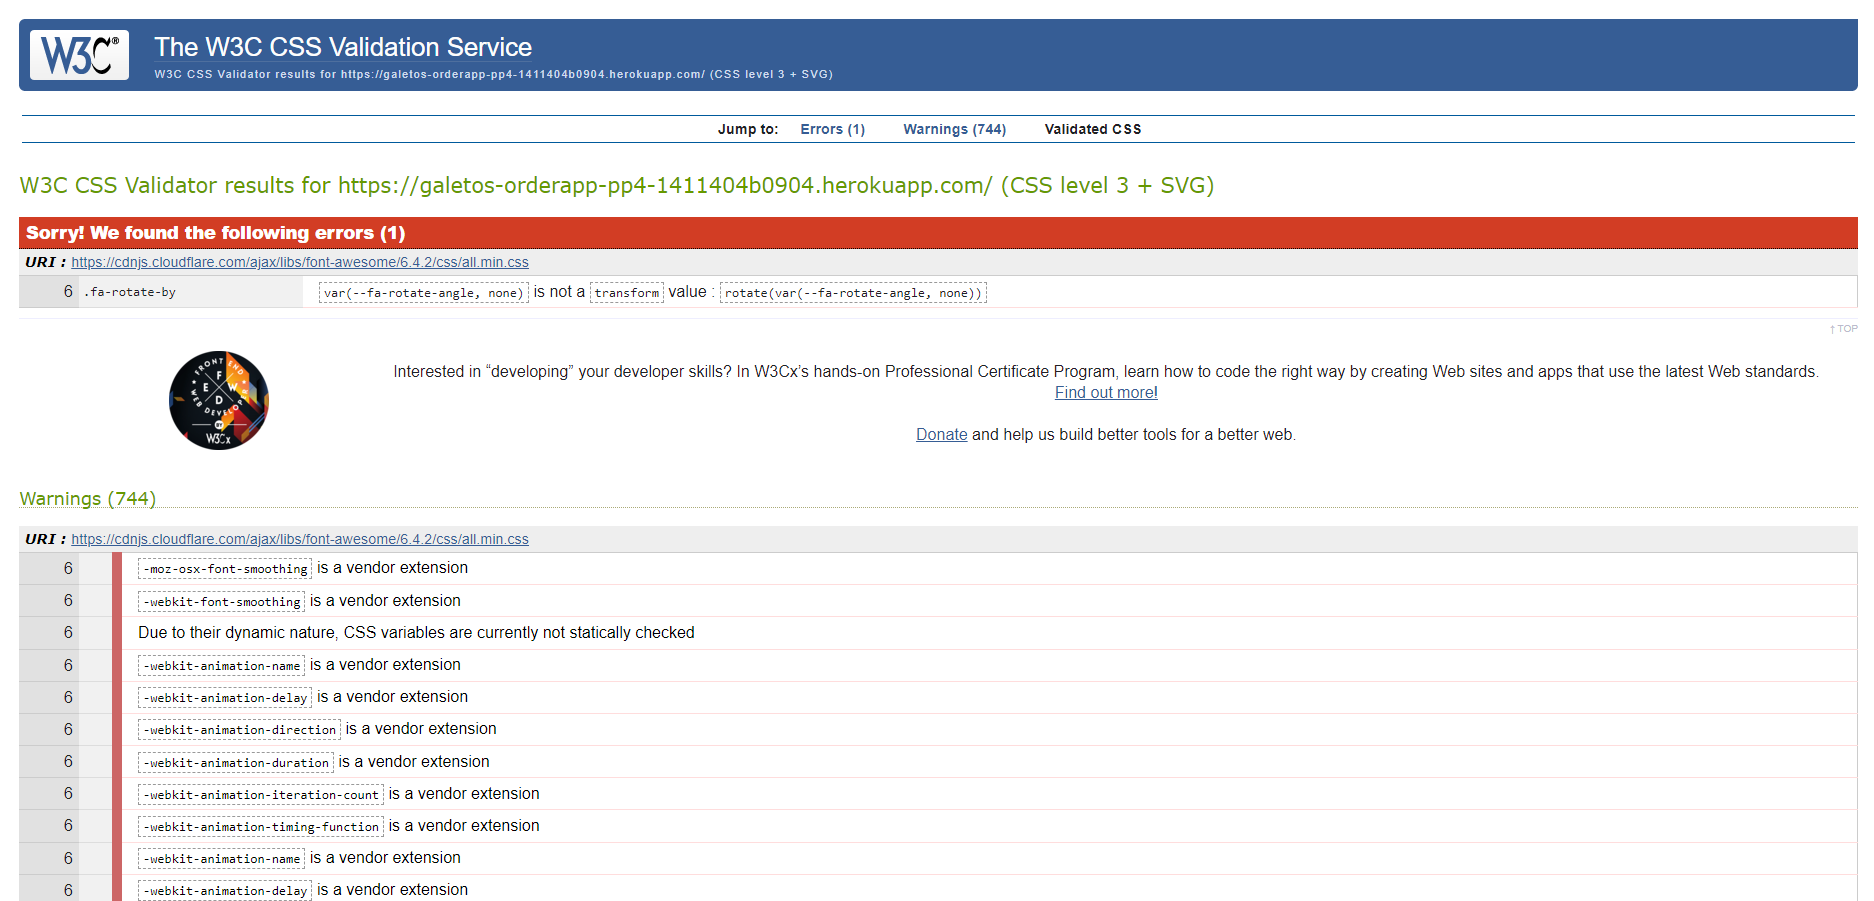 W3C®
The W3C CSS Validation Service
W3C CSS Validator results for https://galetos-orderapp-pp4-1411404b0904.herokuapp.com/ (CSS level 3 + SVG)
Jump to: Errors (1) Warnings (744) Validated CSS
W3C CSS Validator results for https://galetos-orderapp-pp4-1411404b0904.herokuapp.com/ (CSS level 3 + SVG)
Sorry! We found the following errors (1)
URI : https://cdnjs.cloudflare.com/ajax/libs/font-awesome/6.4.2/css/all.min.css
6 .fa-rotate-by var(--fa-rotate-angle, none) is not a transform value : rotate(var(--fa-rotate-angle, none))
↑ TOP
FRONT END
F
E W
D
WEB DEVELOPER
BY
W3Cx
Interested in “developing” your developer skills? In W3Cx’s hands-on Professional Certificate Program, learn how to code the right way by creating Web sites and apps that use the latest Web standards.
Find out more!
Donate and help us build better tools for a better web.
Warnings (744)
URI : https://cdnjs.cloudflare.com/ajax/libs/font-awesome/6.4.2/css/all.min.css
6 -moz-osx-font-smoothing is a vendor extension
6 -webkit-font-smoothing is a vendor extension
6 Due to their dynamic nature, CSS variables are currently not statically checked
6 -webkit-animation-name is a vendor extension
6 -webkit-animation-delay is a vendor extension
6 -webkit-animation-direction is a vendor extension
6 -webkit-animation-duration is a vendor extension
6 -webkit-animation-iteration-count is a vendor extension
6 -webkit-animation-timing-function is a vendor extension
6 -webkit-animation-name is a vendor extension
6 -webkit-animation-delay is a vendor extension